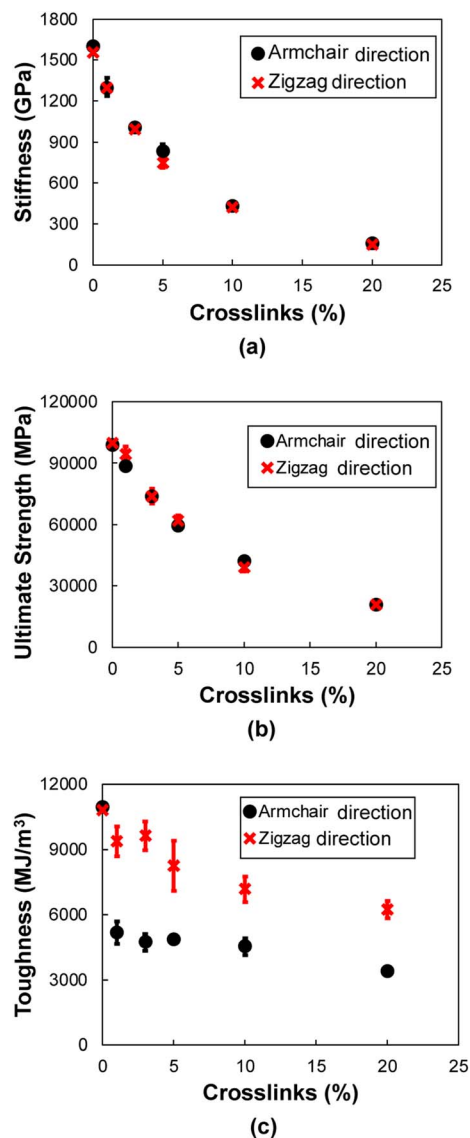 1800
1500
1200
900
600
300
0
Stiffness (GPa)
Armchair direction
Zigzag direction
0 5 10 15 20 25
Crosslinks (%)
(a)
120000
90000
60000
30000
0
Ultimate Strength (MPa)
Armchair direction
Zigzag direction
0 5 10 15 20 25
Crosslinks (%)
(b)
12000
9000
6000
3000
0
Toughness (MJ/m³)
Armchair direction
Zigzag direction
0 5 10 15 20 25
Crosslinks (%)
(c)